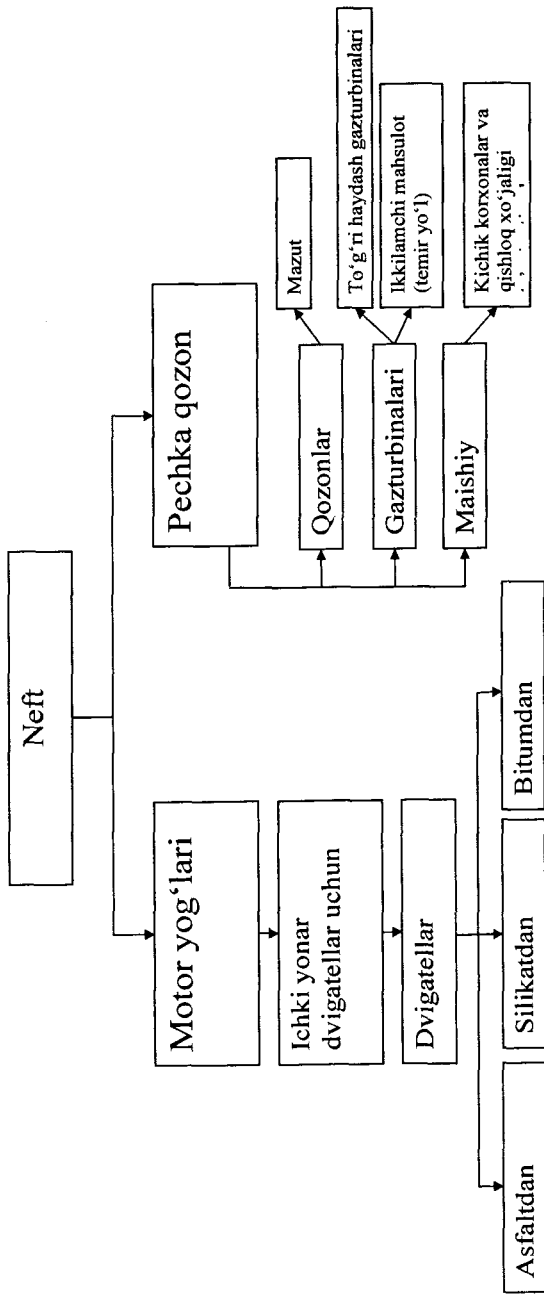 Neft
Motor yog‘lari
Ichki yonar
dvigatellar uchun
Dvigatellar
Asfaltdan
Silikatdan
Bitumdan
Pechka qozon
Qozonlar
Mazut
Gazturbinalari
To‘g‘ri haydash gazturbinalari
Ikkilamchi mahsulot
(temir yo‘l)
Maishiy
Kichik korxonalar va
qishloq xo‘jaligi